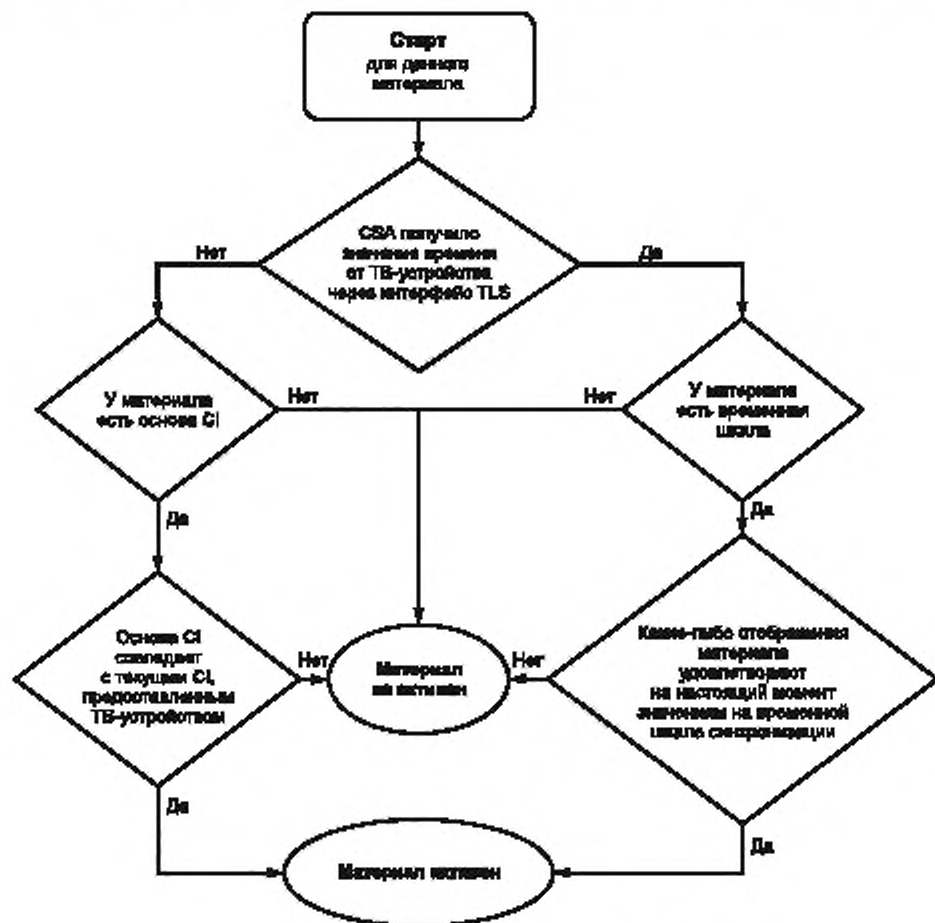 Старт
для данного
материала
CSA получило
значение времени
от ТВ-устройства
через интерфейс TLS
Нет
Да
У материала
есть основа CI
Нет
Нет
У материала
есть временная
шкала
Да
Да
Основа CI
совпадает
с текущим CI,
предоставленным
ТВ-устройством
Нет
Материал
не активен
Нет
Какие-либо отображения
материала
удовлетворяют
на настоящий момент
значениям на временной
шкале синхронизации
Да
Материал активен
Да